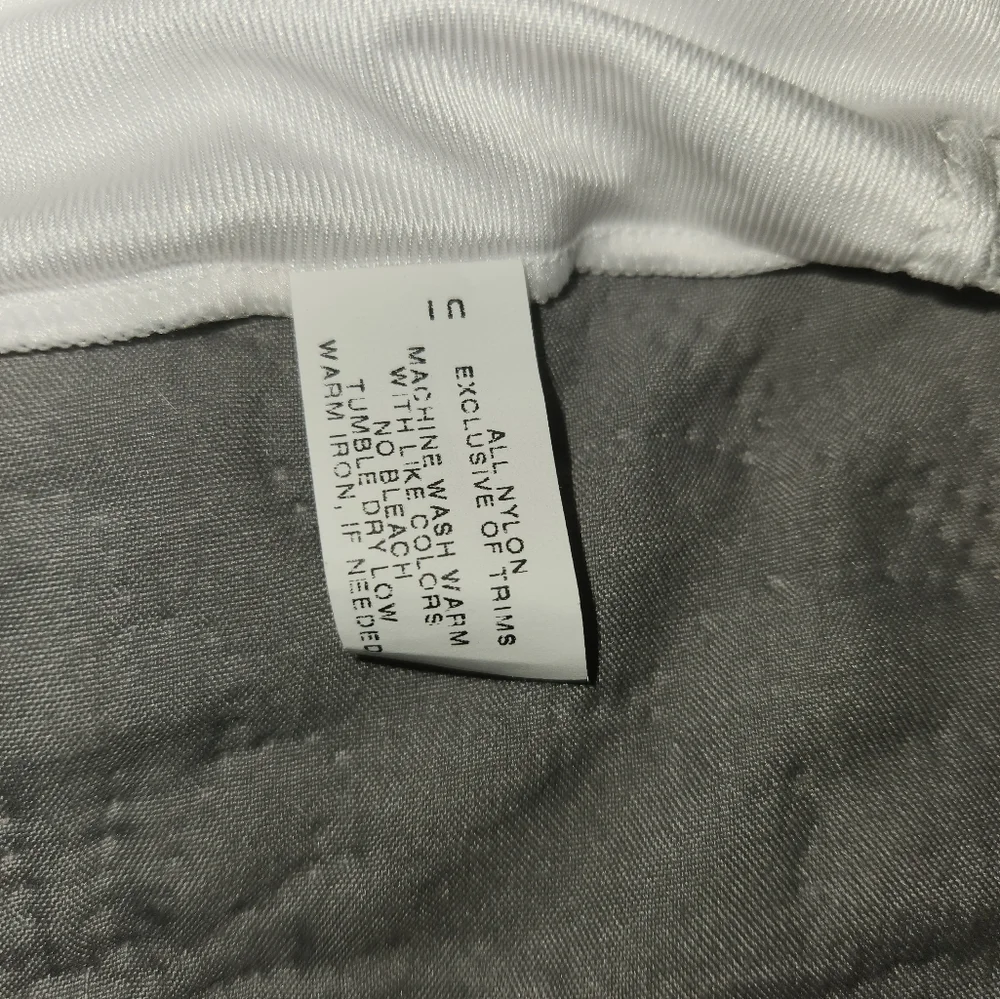 ALL NYLON
EXCLUSIVE OF TRIMS
MACHINE WASH WARM
WITH LIKE COLORS
NO BLEACH
TUMBLE DRY LOW
WARM IRON, IF NEEDED